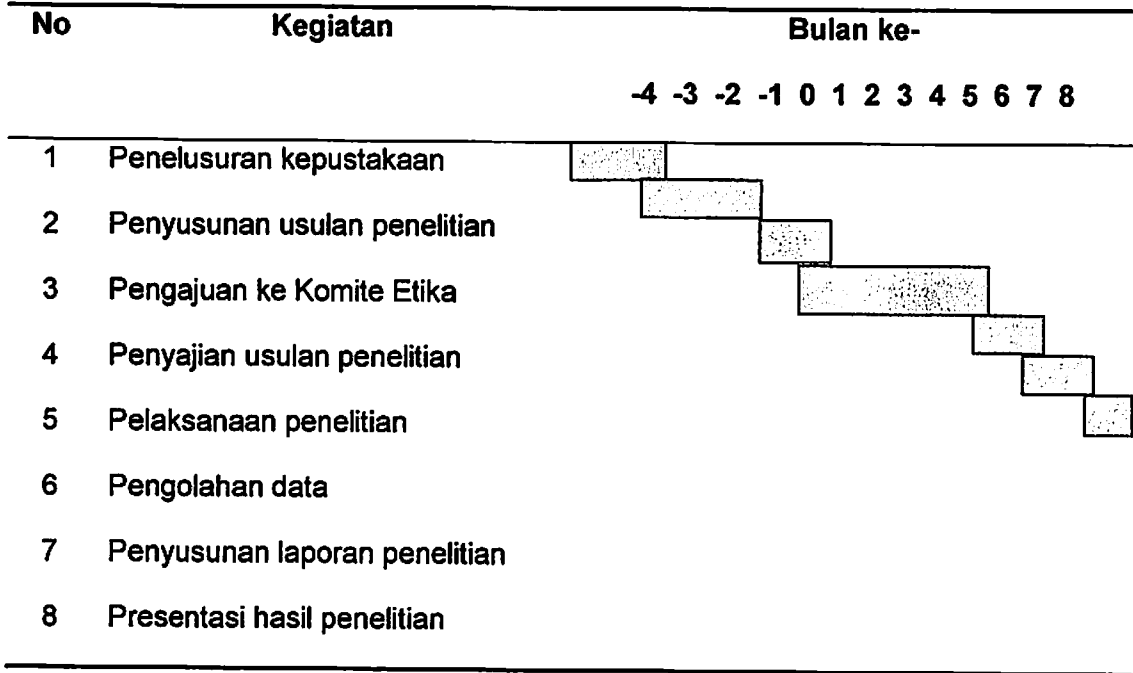 No Kegiatan Bulan ke-
-4 -3 -2 -1 0 1 2 3 4 5 6 7 8
1 Penelusuran kepustakaan
2 Penyusunan usulan penelitian
3 Pengajuan ke Komite Etika
4 Penyajian usulan penelitian
5 Pelaksanaan penelitian
6 Pengolahan data
7 Penyusunan laporan penelitian
8 Presentasi hasil penelitian